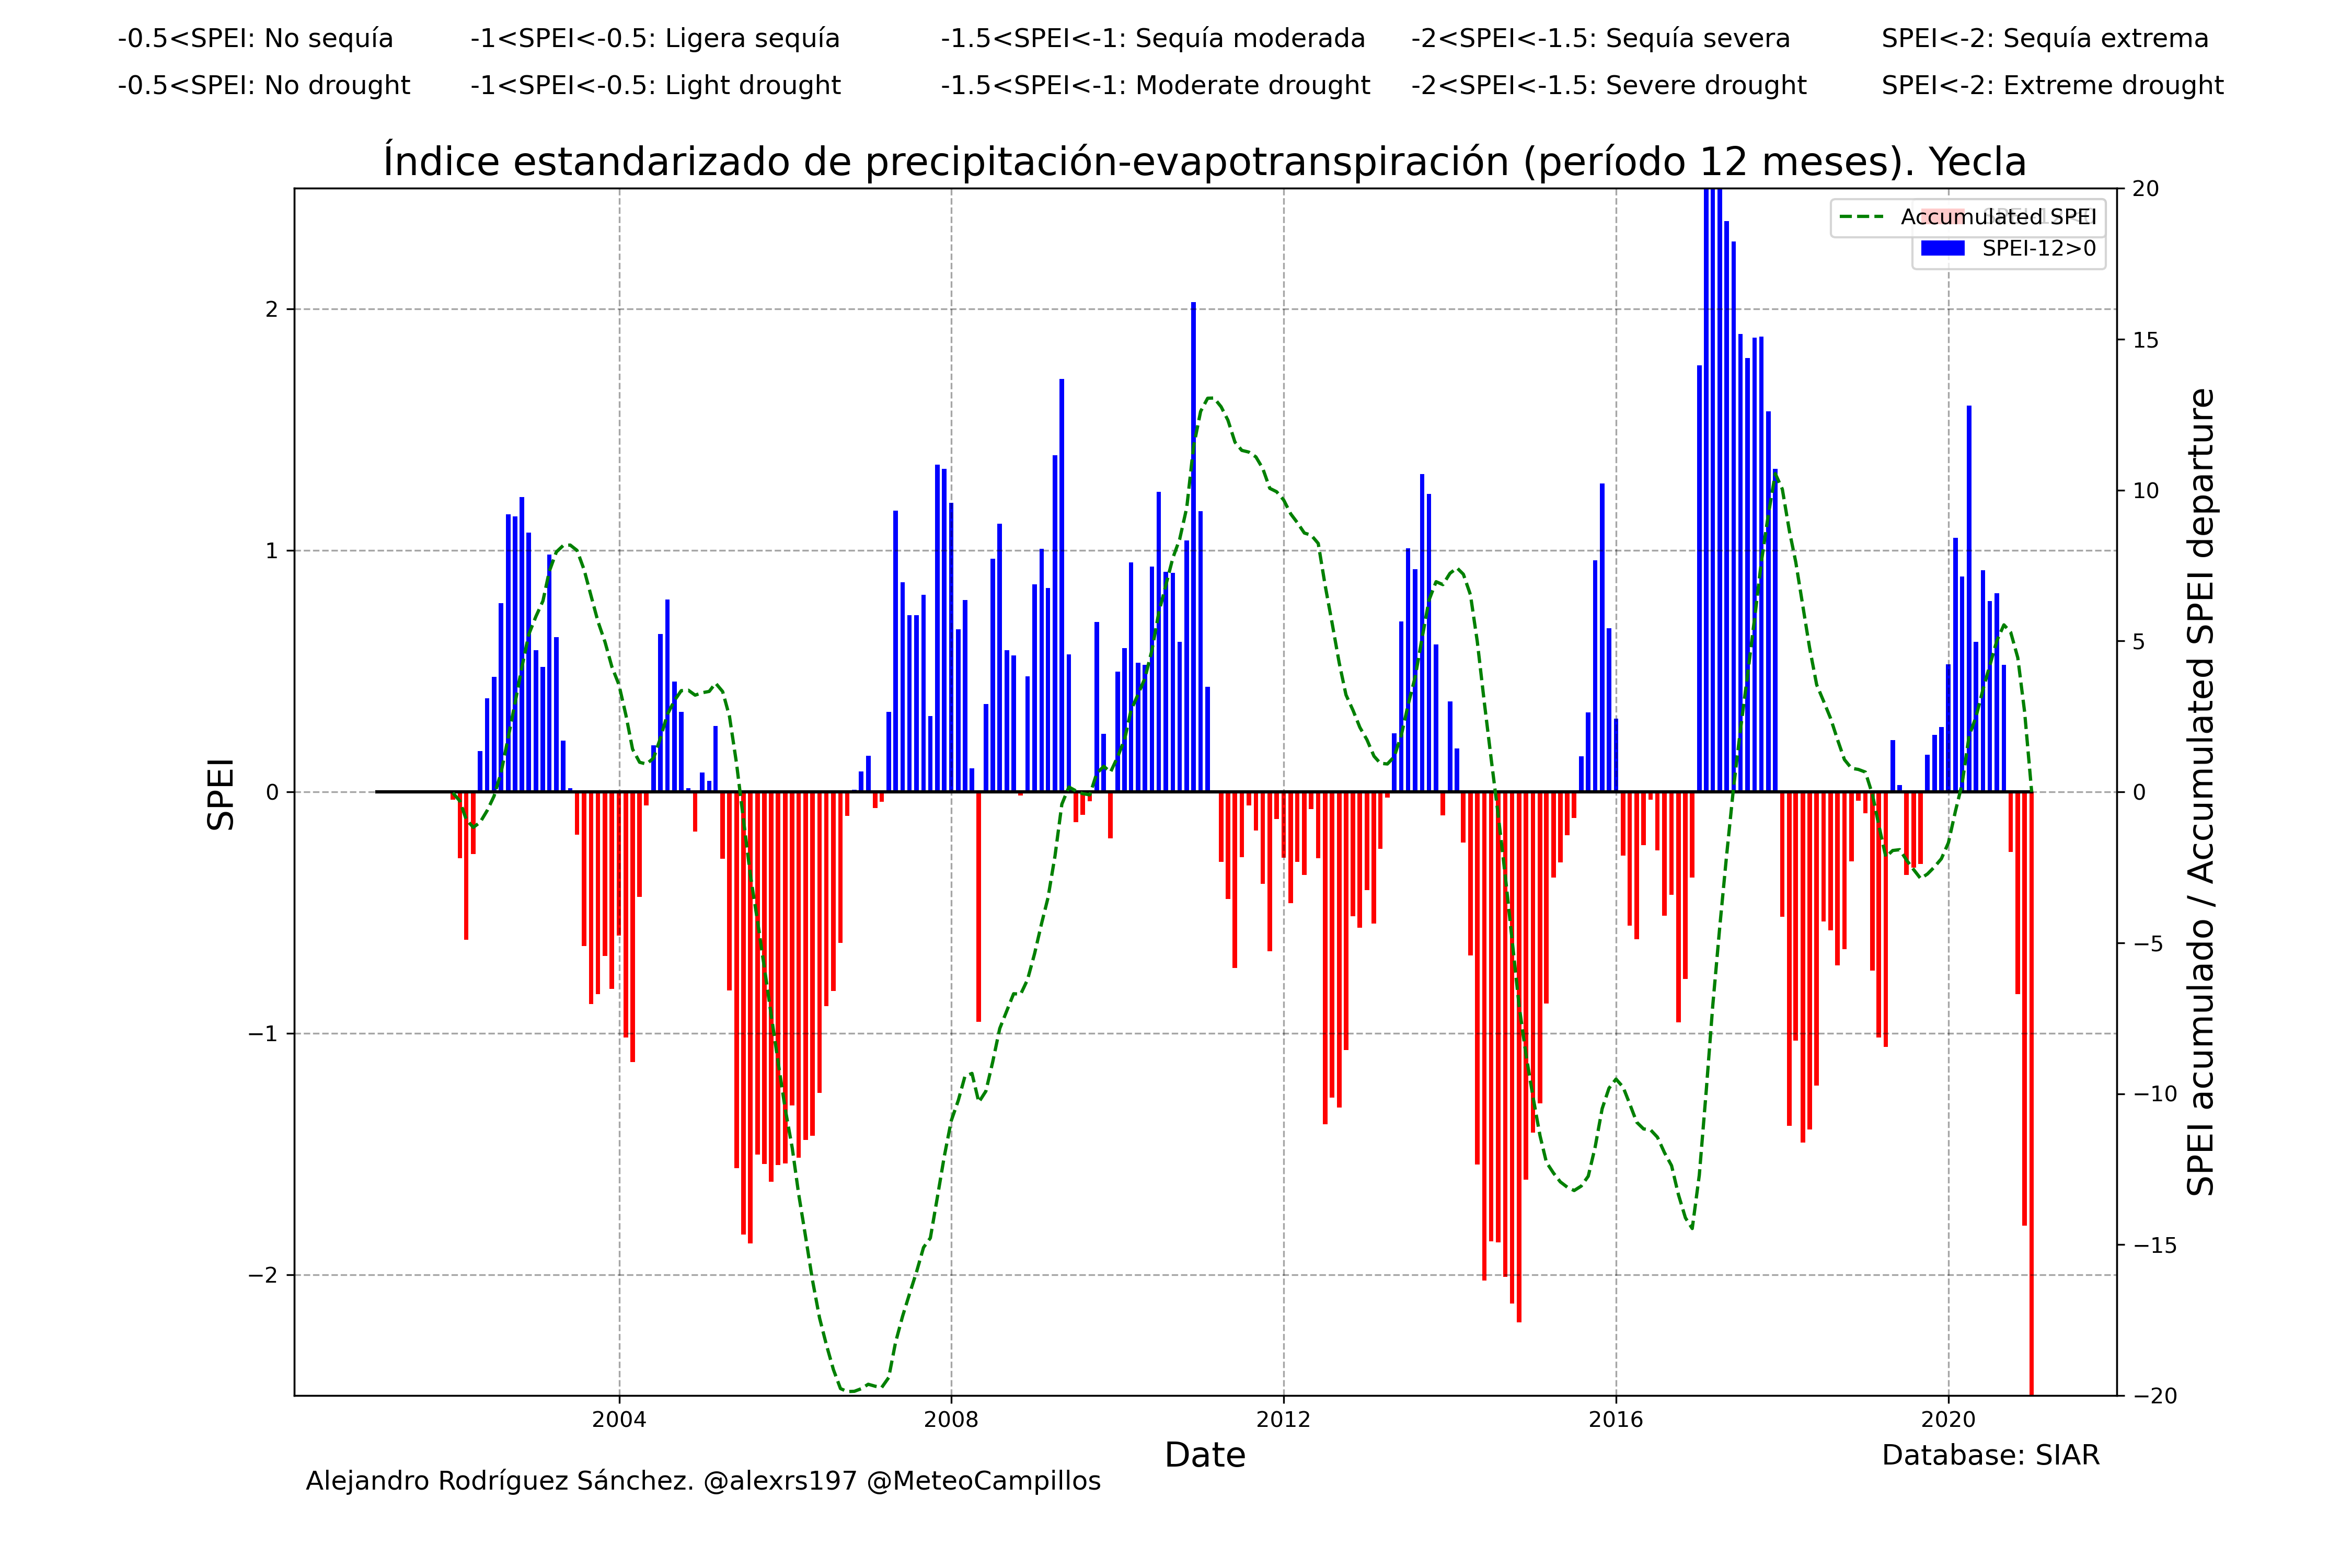 -0.5<SPEI: No sequía -1<SPEI<-0.5: Ligera sequía -1.5<SPEI<-1: Sequía moderada -2<SPEI<-1.5: Sequía severa SPEI<-2: Sequía extrema
-0.5<SPEI: No drought -1<SPEI<-0.5: Light drought -1.5<SPEI<-1: Moderate drought -2<SPEI<-1.5: Severe drought SPEI<-2: Extreme drought
Índice estandarizado de precipitación-evapotranspiración (período 12 meses). Yecla
Accumulated SPEI
SPEI-12>0
SPEI
2
1
0
−1
−2
20
15
10
5
0
−5
−10
−15
−20
SPEI acumulado / Accumulated SPEI departure
2004 2008 2012 2016 2020
Date
Database: SIAR
Alejandro Rodríguez Sánchez. @alexrs197 @MeteoCampillos